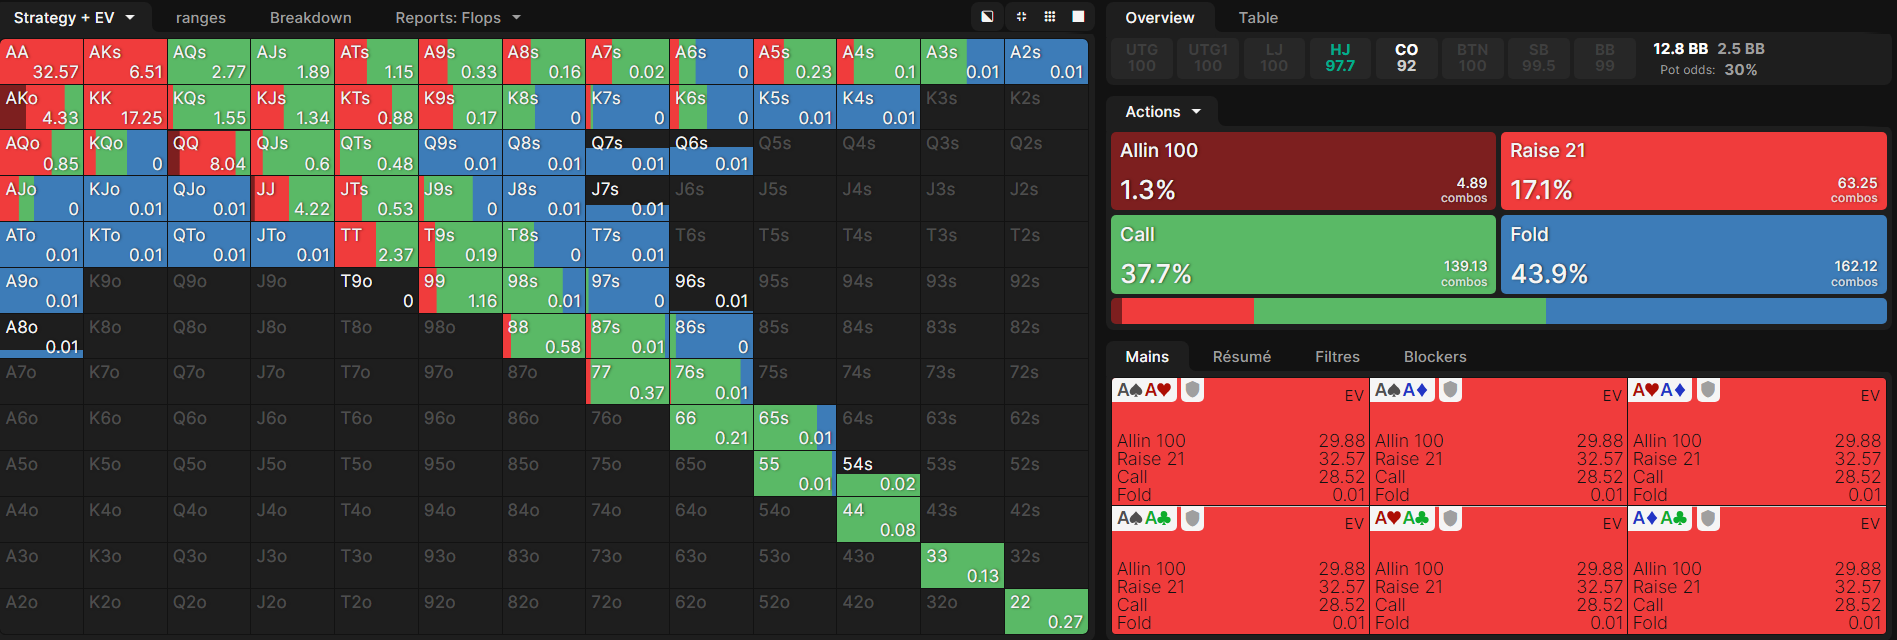 Strategy + EV ranges Breakdown Reports: Flops
AA AKs AQs AJs ATs A9s A8s A7s A6s A5s A4s A3s A2s
32.57 6.51 2.77 1.89 1.15 0.33 0.16 0.02 0 0.23 0.1 0.01 0.01
AKo KK KQs KJs KTs K9s K8s K7s K6s K5s K4s K3s K2s
4.33 17.25 1.55 1.34 0.88 0.17 0 0 0 0.01 0.01
AQo KQo QQ QJs QTs Q9s Q8s Q7s Q6s Q5s Q4s Q3s Q2s
0.85 0 8.04 0.6 0.48 0.01 0.01 0.01 0.01
AJo KJo QJo JJ JTs J9s J8s J7s J6s J5s J4s J3s J2s
0 0.01 0.01 4.22 0.53 0 0.01 0.01
ATo KTo QTo JTo TT T9s T8s T7s T6s T5s T4s T3s T2s
0.01 0.01 0.01 0.01 2.37 0.19 0 0.01
A9o K9o Q9o J9o T9o 99 98s 97s 96s 95s 94s 93s 92s
0.01 0 1.16 0.01 0 0.01
A8o K8o Q8o J8o T8o 98o 88 87s 86s 85s 84s 83s 82s
0.01 0.58 0.01 0
A7o K7o Q7o J7o T7o 97o 87o 77 76s 75s 74s 73s 72s
0.37 0.01
A6o K6o Q6o J6o T6o 96o 86o 76o 66 65s 64s 63s 62s
0.21 0.01
A5o K5o Q5o J5o T5o 95o 85o 75o 65o 55 54s 53s 52s
0.01 0.02
A4o K4o Q4o J4o T4o 94o 84o 74o 64o 54o 44 43s 42s
0.08
A3o K3o Q3o J3o T3o 93o 83o 73o 63o 53o 43o 33 32s
0.13
A2o K2o Q2o J2o T2o 92o 82o 72o 62o 52o 42o 32o 22
0.27
Overview Table
UTG UTG1 LJ HJ CO BTN SB BB 12.8 BB 2.5 BB
100 100 100 97.7 92 100 99.5 99 Pot odds: 30%
Actions
Allin 100 Raise 21
1.3% 4.89 combos 17.1% 63.25 combos
Call Fold
37.7% 139.13 combos 43.9% 162.12 combos
Mains Résumé Filtres Blockers
A♠A♥ EV A♠A♦ EV A♥A♦ EV
Allin 100 29.88 Allin 100 29.88 Allin 100 29.88
Raise 21 32.57 Raise 21 32.57 Raise 21 32.57
Call 28.52 Call 28.52 Call 28.52
Fold 0.01 Fold 0.01 Fold 0.01
A♠A♣ EV A♥A♣ EV A♦A♣ EV
Allin 100 29.88 Allin 100 29.88 Allin 100 29.88
Raise 21 32.57 Raise 21 32.57 Raise 21 32.57
Call 28.52 Call 28.52 Call 28.52
Fold 0.01 Fold 0.01 Fold 0.01